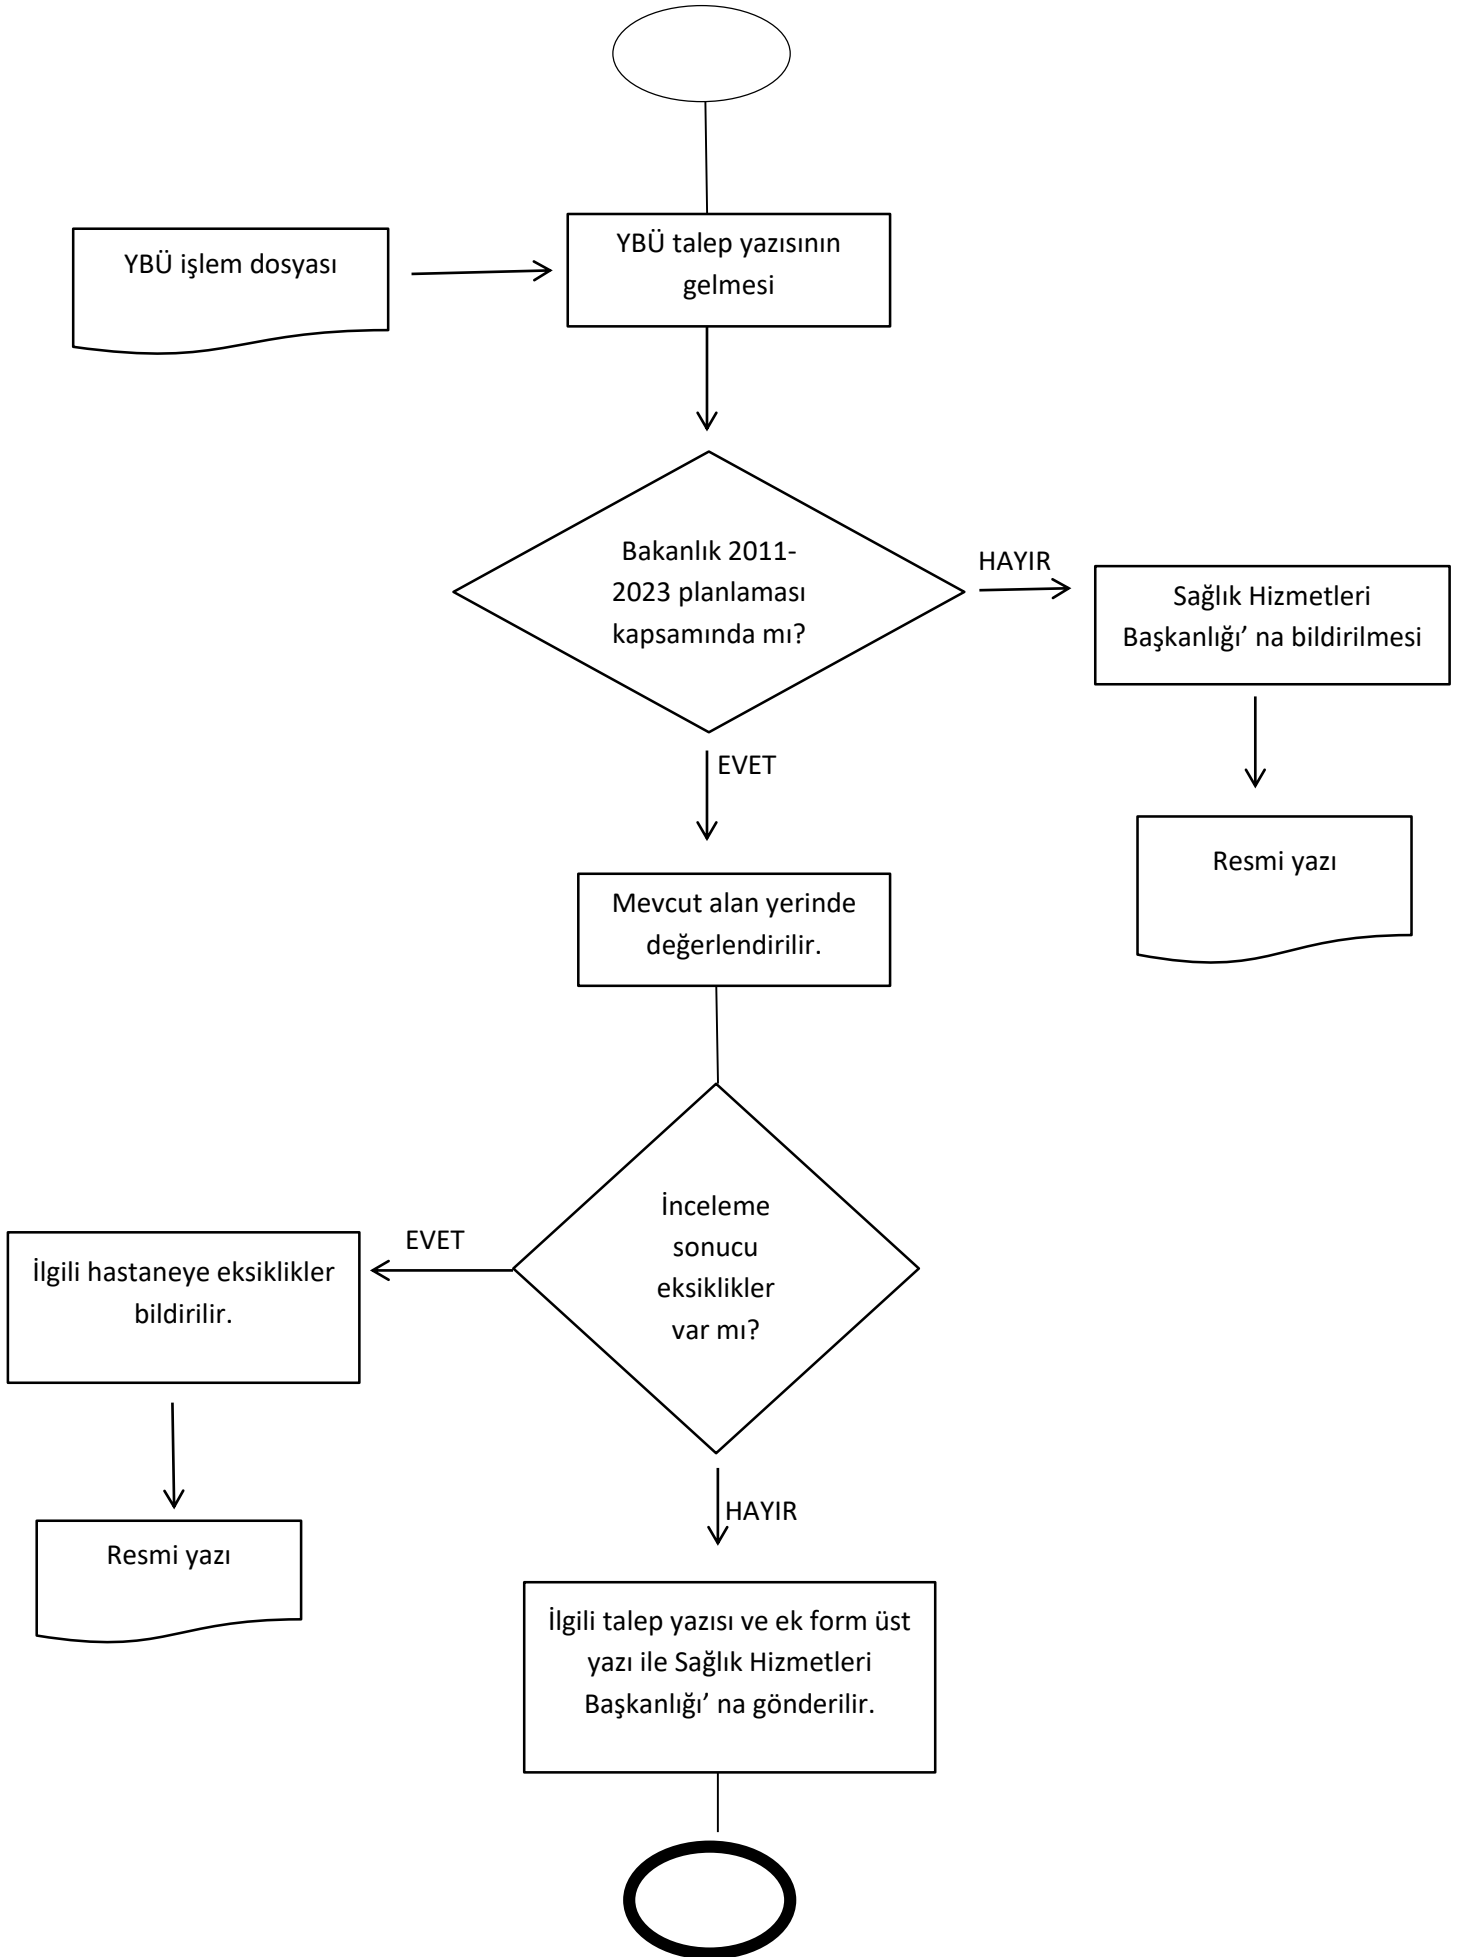 YBÜ işlem dosyası
YBÜ talep yazısının
gelmesi
Bakanlık 2011-
2023 planlaması
kapsamında mı?
HAYIR
Sağlık Hizmetleri
Başkanlığı’ na bildirilmesi
EVET
Resmi yazı
Mevcut alan yerinde
değerlendirilir.
İnceleme
sonucu
eksiklikler
var mı?
EVET
İlgili hastaneye eksiklikler
bildirilir.
HAYIR
Resmi yazı
İlgili talep yazısı ve ek form üst
yazı ile Sağlık Hizmetleri
Başkanlığı’ na gönderilir.